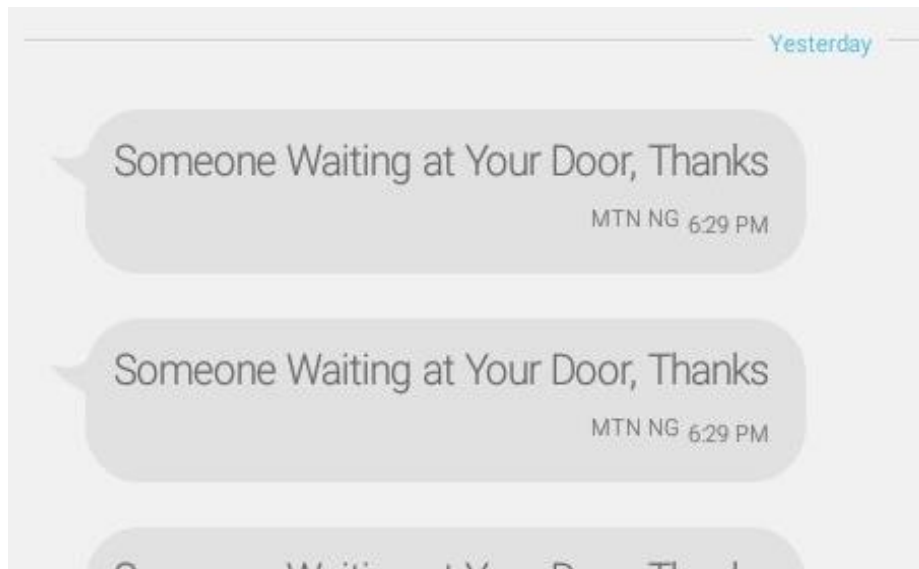 Yesterday
Someone Waiting at Your Door, Thanks
MTN NG 6:29 PM
Someone Waiting at Your Door, Thanks
MTN NG 6:29 PM